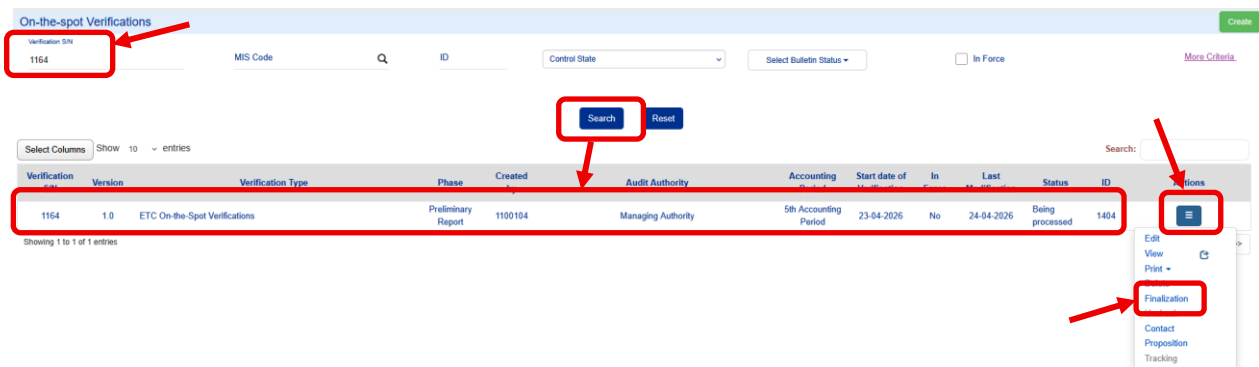 On-the-spot Verifications
Create
Verification S/N
1164
MIS Code
ID
Control State
Select Bulletin Status
In Force
More Criteria
Search Reset
Select Columns Show 10 entries
Search:
Verification Version Verification Type Phase Created Audit Authority Accounting Start date of In Last Status ID Actions
1164 1.0 ETC On-the-Spot Verifications Preliminary Report 1100104 Managing Authority 5th Accounting Period 23-04-2026 No 24-04-2026 Being processed 1404
Showing 1 to 1 of 1 entries
Edit
View
Print
Finalization
Contact
Proposition
Tracking